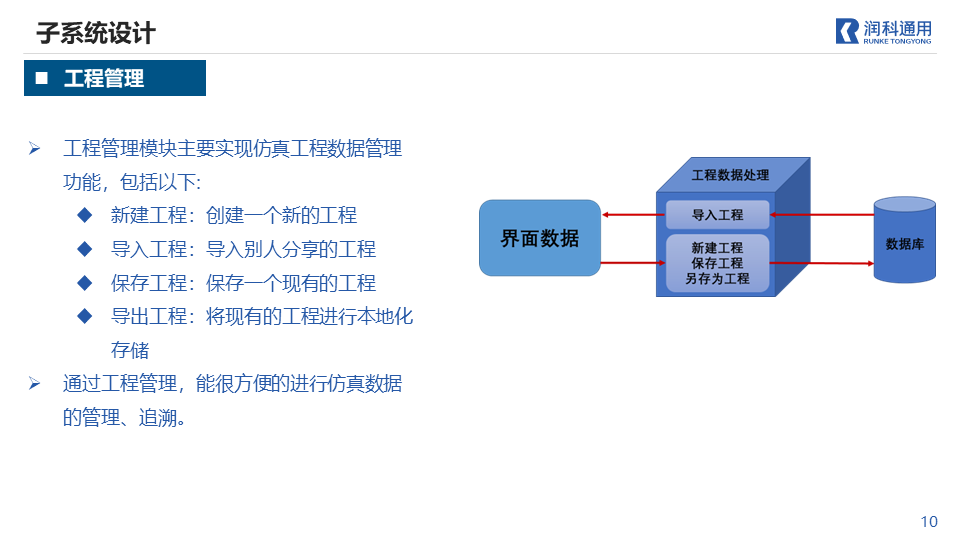 子系统设计
润科通用
RUNKE TONGYONG
■ 工程管理
➢ 工程管理模块主要实现仿真工程数据管理
功能，包括以下:
◆ 新建工程：创建一个新的工程
◆ 导入工程：导入别人分享的工程
◆ 保存工程：保存一个现有的工程
◆ 导出工程：将现有的工程进行本地化
存储
➢ 通过工程管理，能很方便的进行仿真数据
的管理、追溯。
界面数据
工程数据处理
导入工程
新建工程
保存工程
另存为工程
数据库
10